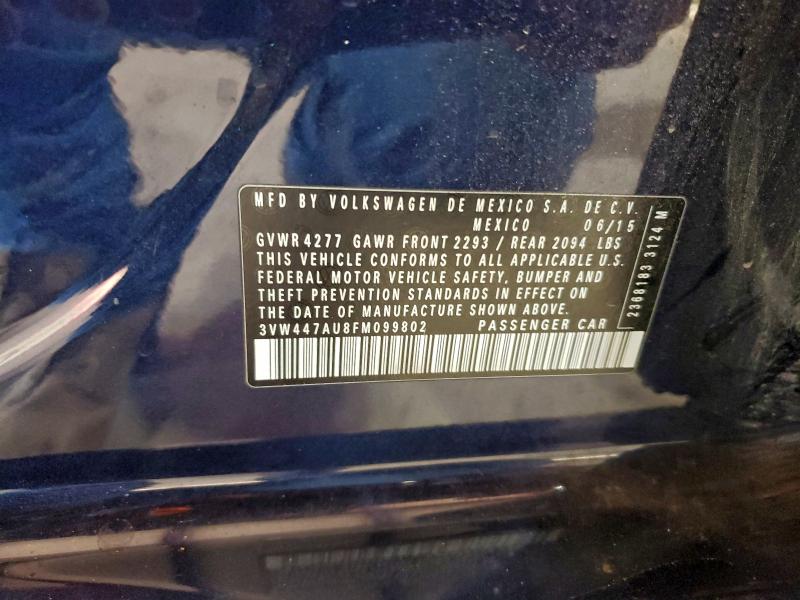 MFD BY VOLKSWAGEN DE MEXICO S.A. DE C.V.
MEXICO 06/15
GVWR 4277 GAWR FRONT 2293 / REAR 2094 LBS
THIS VEHICLE CONFORMS TO ALL APPLICABLE U.S.
FEDERAL MOTOR VEHICLE SAFETY, BUMPER AND
THEFT PREVENTION STANDARDS IN EFFECT ON
THE DATE OF MANUFACTURE SHOWN ABOVE.
3VW447AU8FM099802 PASSENGER CAR
2368183 3124 M